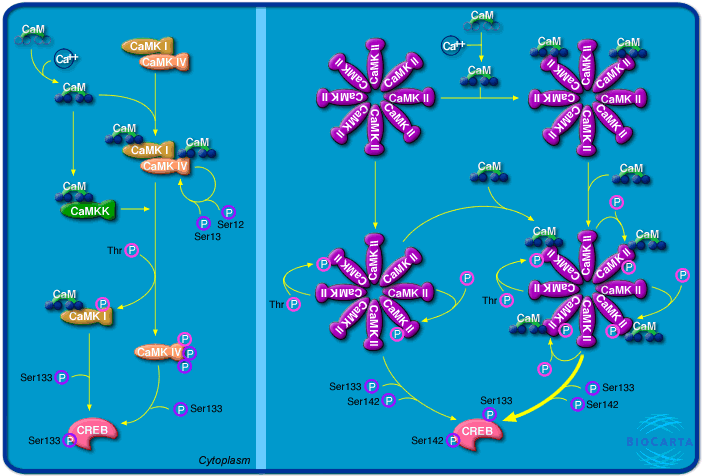 CaM
Ca++
CaM
CaMK I
CaMK IV
CaM
CaMK I
CaMK IV
CaM
P
Ser13
P
Ser12
CaM
CaMKK
Thr
P
CaM
P
CaMK I
CaMK IV
P
P
P
Ser133
P
P
Ser133
CREB
Ser133
P
Cytoplasm
CaM
Ca++
CaM
CaMK II
CaMK II
CaMK II
CaMK II
CaMK II
CaMK II
CaMK II
CaMK II
CaM
CaM
CaMK II
CaMK II
CaMK II
CaMK II
CaMK II
CaMK II
CaMK II
CaMK II
CaM
CaM
P
CaMK II
CaMK II
CaMK II
CaMK II
CaMK II
CaMK II
CaMK II
CaMK II
P
P
P
Thr
P
CaM
CaM
P
P
CaMK II
CaMK II
CaMK II
CaMK II
CaMK II
CaMK II
CaMK II
CaMK II
P
Thr
P
P
P
CaM
CaM
P
Ser133
P
Ser142
P
P
Ser133
P
Ser142
Ser133
P
CREB
Ser142
P
BIOCARTA